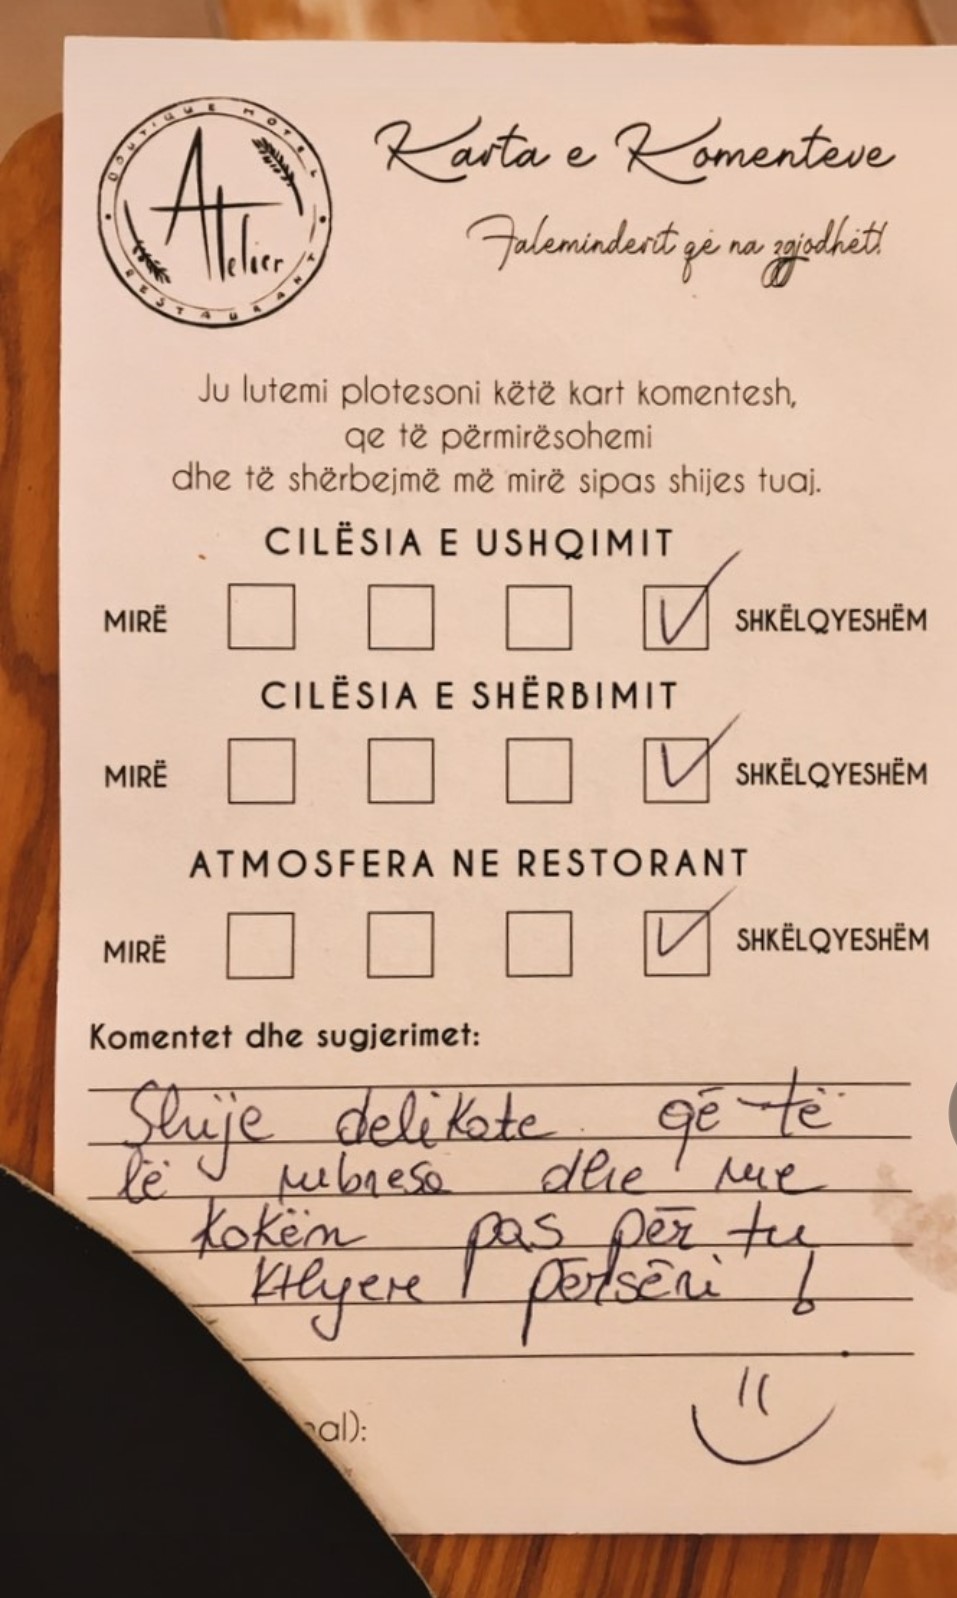 BOUTIQUE HOTEL
Atelier
RESTAURANT
Karta e Komenteve
Faleminderit që na zgjodhët!
Ju lutemi plotesoni këtë kart komentesh,
qe të përmirësohemi
dhe të shërbejmë më mirë sipas shijes tuaj.
CILËSIA E USHQIMIT
MIRË SHKËLQYESHËM
CILËSIA E SHËRBIMIT
MIRË SHKËLQYESHËM
ATMOSFERA NE RESTORANT
MIRË SHKËLQYESHËM
Komentet dhe sugjerimet:
Shije delikate që të
lë mbresa dhe me
kokën pas për tu
kthyere përsëri !
nal):